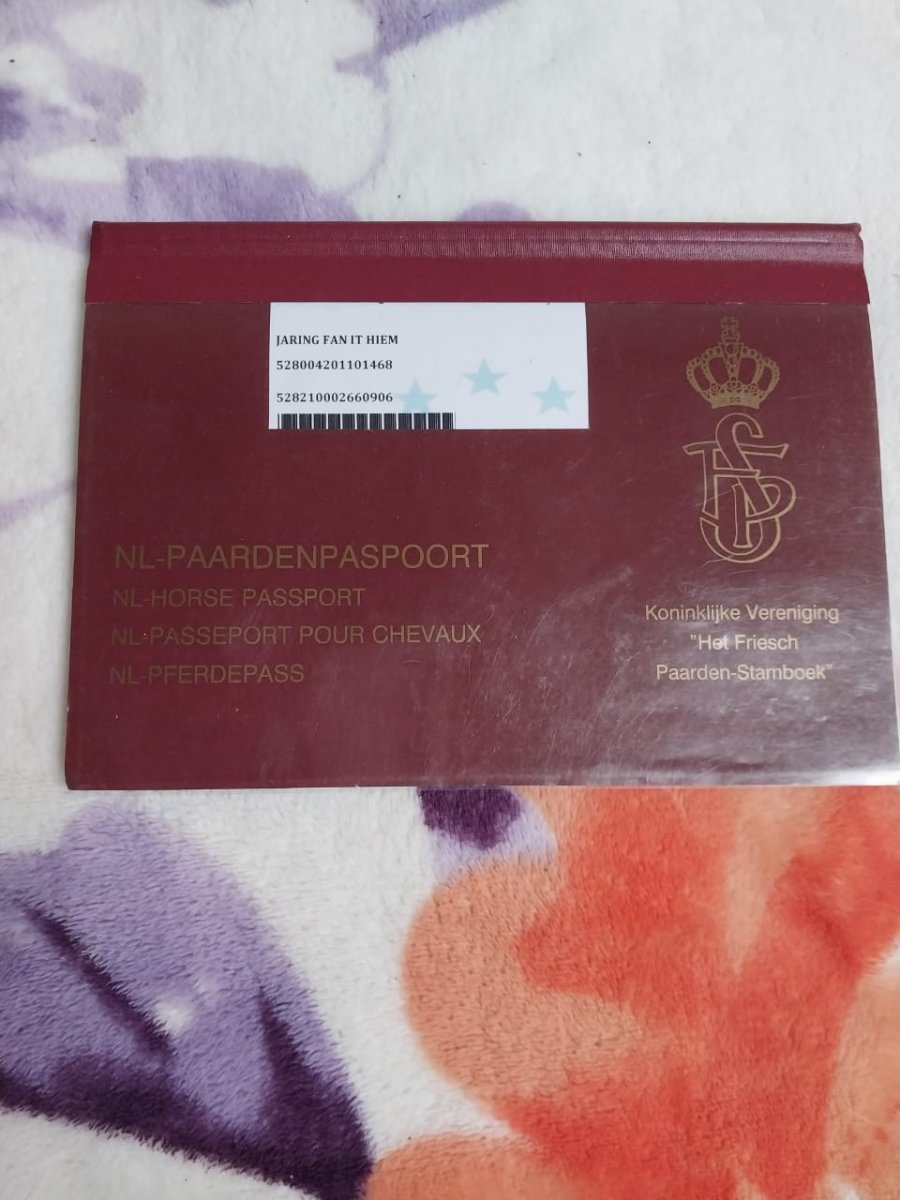 JARING FAN IT HIEM
528004201101468
528210002660906
NL-PAARDENPASPOORT
NL-HORSE PASSPORT
NL-PASSEPORT POUR CHEVAUX
NL-PFERDEPASS
Koninklijke Vereniging
"Het Friesch
Paarden-Stamboek"